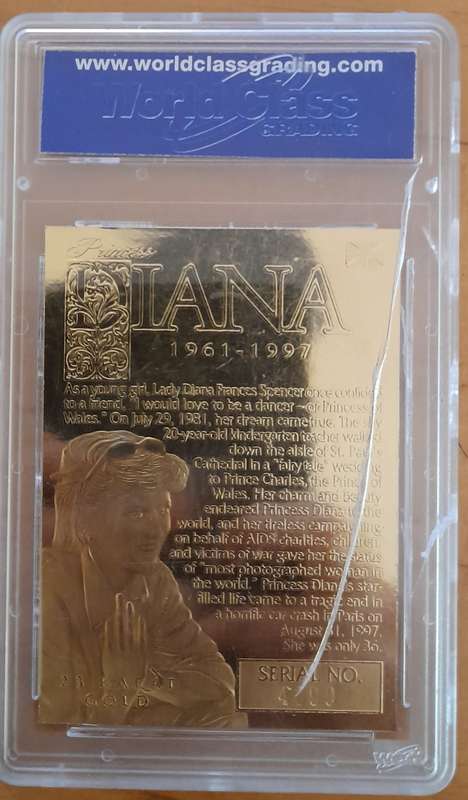 www.worldclassgrading.com
World Class
GRADING
Princess
DIANA
1961-1997
As a young girl, Lady Diana Frances Spencer once confided
to a friend, "I would love to be a dancer—or Princess of
Wales." On July 29, 1981, her dream came true. The shy
20-year-old kindergarten teacher walked
down the aisle of St. Paul's
Cathedral in a "fairy tale" wedding
to Prince Charles, the Prince of
Wales. Her charm and beauty
endeared Princess Diana to the
world, and her tireless campaigning
on behalf of AIDS charities, children,
and victims of war gave her the status
of "most photographed woman in
the world." Princess Diana's star-
filled life came to a tragic end in
a horrific car crash in Paris on
August 31, 1997.
She was only 36.
23 KARAT
GOLD
SERIAL NO.